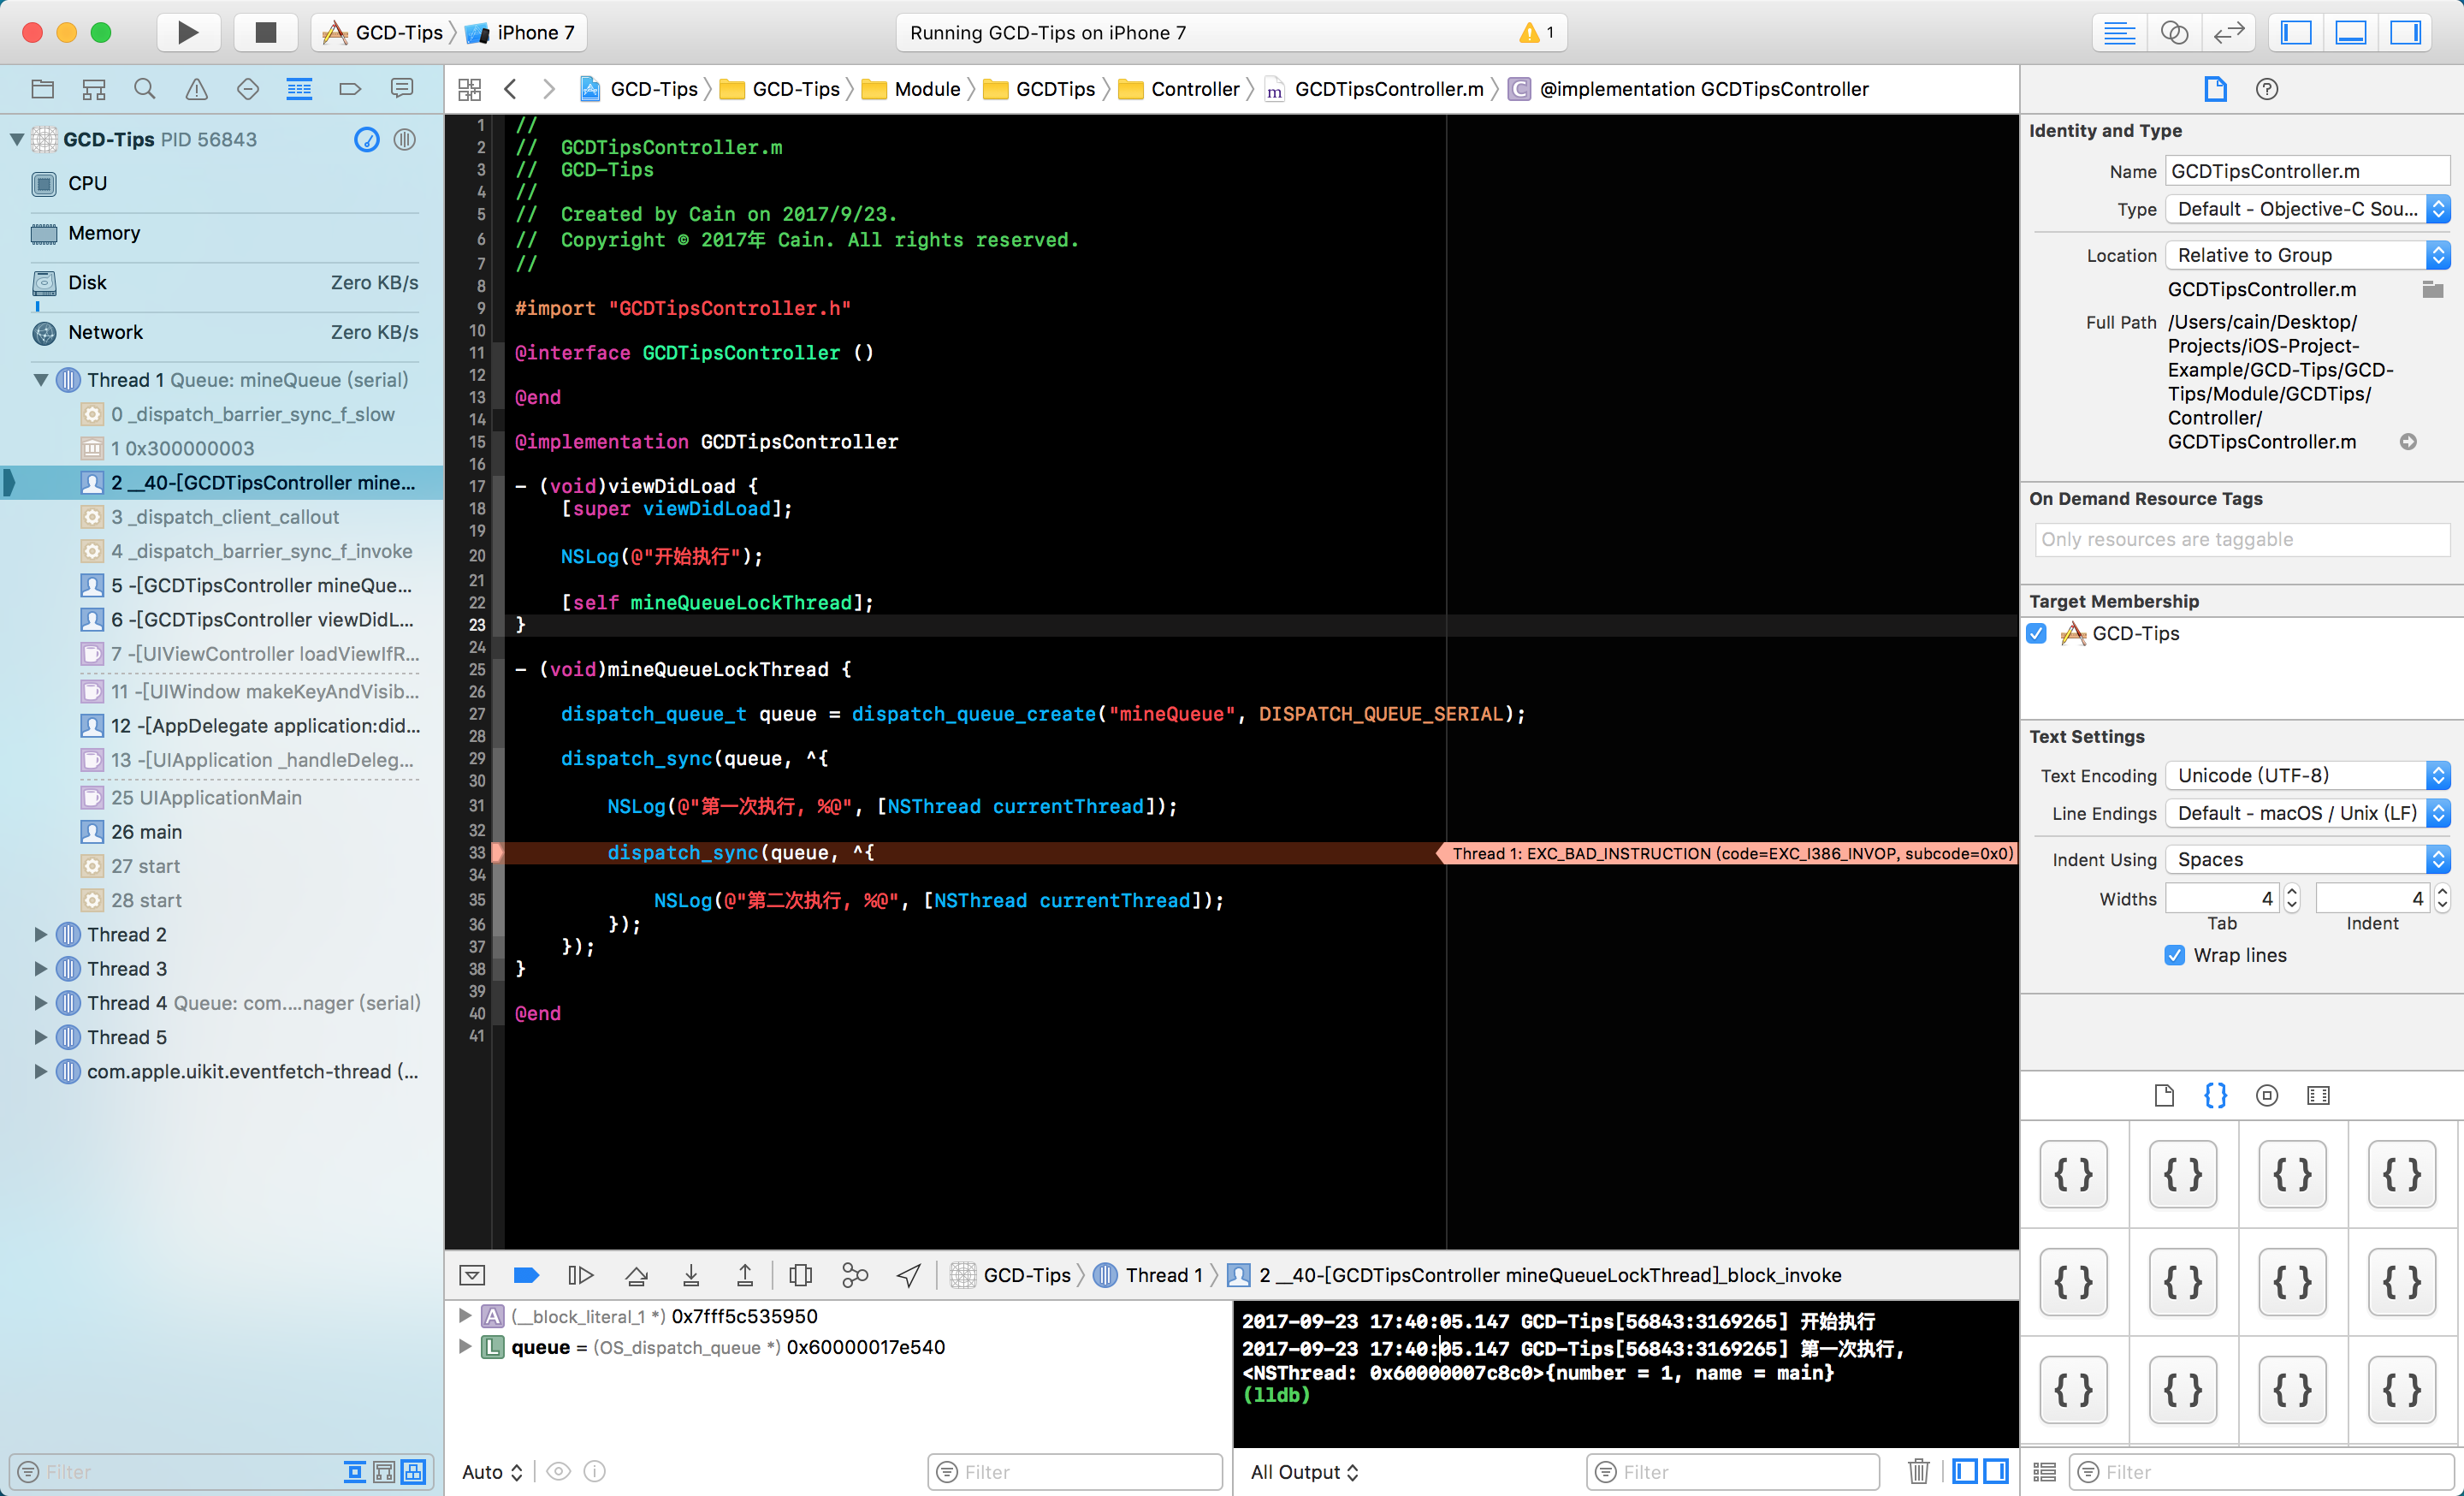 GCD-Tips 〉 iPhone 7
Running GCD-Tips on iPhone 7
1
GCD-Tips PID 56843
CPU
Memory
Disk Zero KB/s
Network Zero KB/s
Thread 1 Queue: mineQueue (serial)
0 _dispatch_barrier_sync_f_slow
1 0x300000003
2 __40-[GCDTipsController mine...
3 _dispatch_client_callout
4 _dispatch_barrier_sync_f_invoke
5 -[GCDTipsController mineQue...
6 -[GCDTipsController viewDidL...
7 -[UIViewController loadViewIfR...
11 -[UIWindow makeKeyAndVisib...
12 -[AppDelegate application:did...
13 -[UIApplication _handleDeleg...
25 UIApplicationMain
26 main
27 start
28 start
Thread 2
Thread 3
Thread 4 Queue: com....nager (serial)
Thread 5
com.apple.uikit.eventfetch-thread (...
Filter
GCD-Tips 〉 GCD-Tips 〉 Module 〉 GCDTips 〉 Controller 〉 m GCDTipsController.m 〉 C @implementation GCDTipsController
1 //
2 //  GCDTipsController.m
3 //  GCD-Tips
4 //
5 //  Created by Cain on 2017/9/23.
6 //  Copyright © 2017年 Cain. All rights reserved.
7 //
8
9 #import "GCDTipsController.h"
10
11 @interface GCDTipsController ()
12
13 @end
14
15 @implementation GCDTipsController
16
17 - (void)viewDidLoad {
18     [super viewDidLoad];
19
20     NSLog(@"开始执行");
21
22     [self mineQueueLockThread];
23 }
24
25 - (void)mineQueueLockThread {
26
27     dispatch_queue_t queue = dispatch_queue_create("mineQueue", DISPATCH_QUEUE_SERIAL);
28
29     dispatch_sync(queue, ^{
30
31         NSLog(@"第一次执行, %@", [NSThread currentThread]);
32
33         dispatch_sync(queue, ^{ Thread 1: EXC_BAD_INSTRUCTION (code=EXC_I386_INVOP, subcode=0x0)
34
35             NSLog(@"第二次执行, %@", [NSThread currentThread]);
36         });
37     });
38 }
39
40 @end
41
GCD-Tips 〉 Thread 1 〉 2 __40-[GCDTipsController mineQueueLockThread]_block_invoke
A (__block_literal_1 *) 0x7fff5c535950
L queue = (OS_dispatch_queue *) 0x60000017e540
Auto
Filter
2017-09-23 17:40:05.147 GCD-Tips[56843:3169265] 开始执行
2017-09-23 17:40:05.147 GCD-Tips[56843:3169265] 第一次执行,
<NSThread: 0x60000007c8c0>{number = 1, name = main}
(lldb)
All Output
Filter
Identity and Type
Name GCDTipsController.m
Type Default - Objective-C Sou...
Location Relative to Group
GCDTipsController.m
Full Path /Users/cain/Desktop/
Projects/iOS-Project-
Example/GCD-Tips/GCD-
Tips/Module/GCDTips/
Controller/
GCDTipsController.m
On Demand Resource Tags
Only resources are taggable
Target Membership
GCD-Tips
Text Settings
Text Encoding Unicode (UTF-8)
Line Endings Default - macOS / Unix (LF)
Indent Using Spaces
Widths 4 4
Tab Indent
Wrap lines
{}
{ } { } { } { }
{ } { } { } { }
{ } { } { } { }
Filter